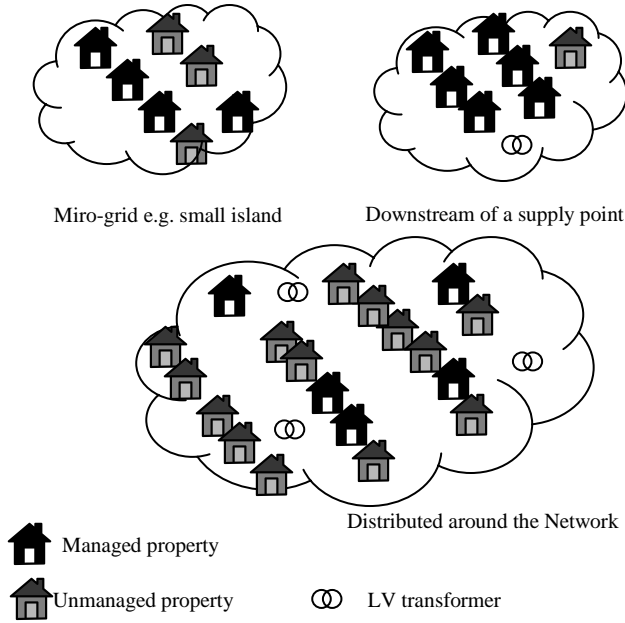 Miro-grid e.g. small island
Downstream of a supply point
Distributed around the Network
Managed property
Unmanaged property
LV transformer